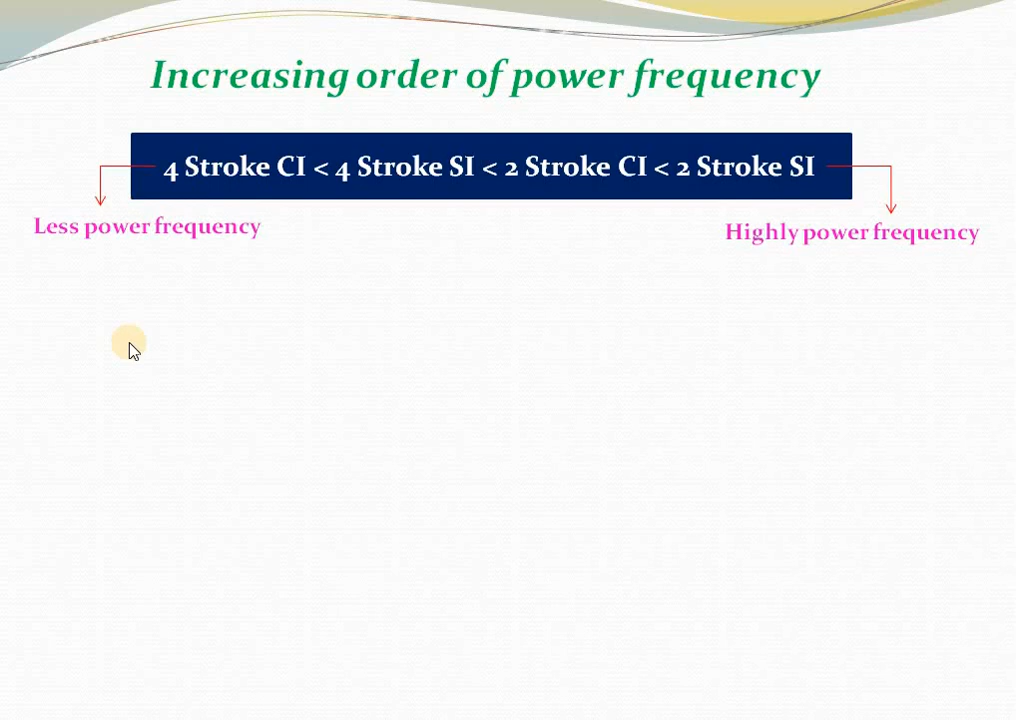 Increasing order of power frequency
4 Stroke CI < 4 Stroke SI < 2 Stroke CI < 2 Stroke SI
Less power frequency
Highly power frequency